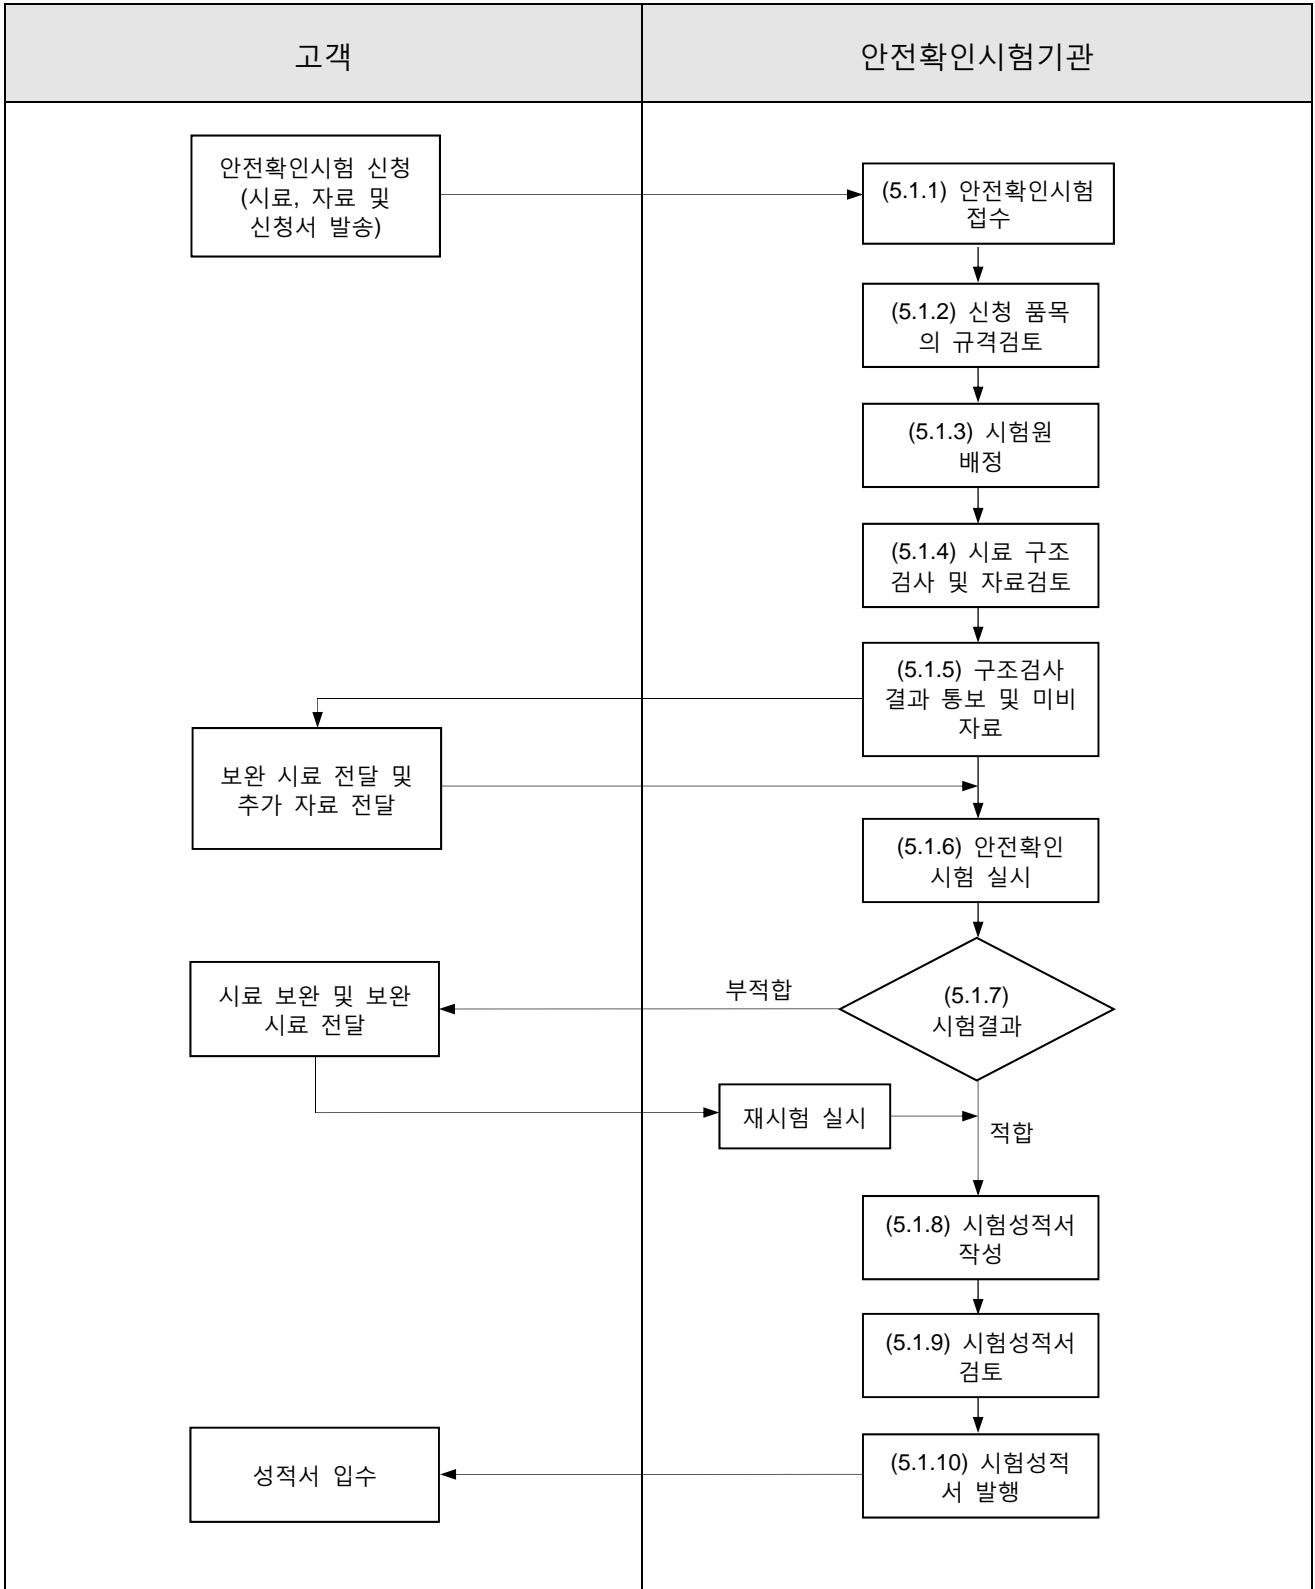 고객
안전확인시험기관
안전확인시험 신청
(시료, 자료 및
신청서 발송)
(5.1.1) 안전확인시험
접수
(5.1.2) 신청 품목
의 규격검토
(5.1.3) 시험원
배정
(5.1.4) 시료 구조
검사 및 자료검토
(5.1.5) 구조검사
결과 통보 및 미비
자료
보완 시료 전달 및
추가 자료 전달
(5.1.6) 안전확인
시험 실시
(5.1.7)
시험결과
부적합
시료 보완 및 보완
시료 전달
재시험 실시
적합
(5.1.8) 시험성적서
작성
(5.1.9) 시험성적서
검토
(5.1.10) 시험성적
서 발행
성적서 입수